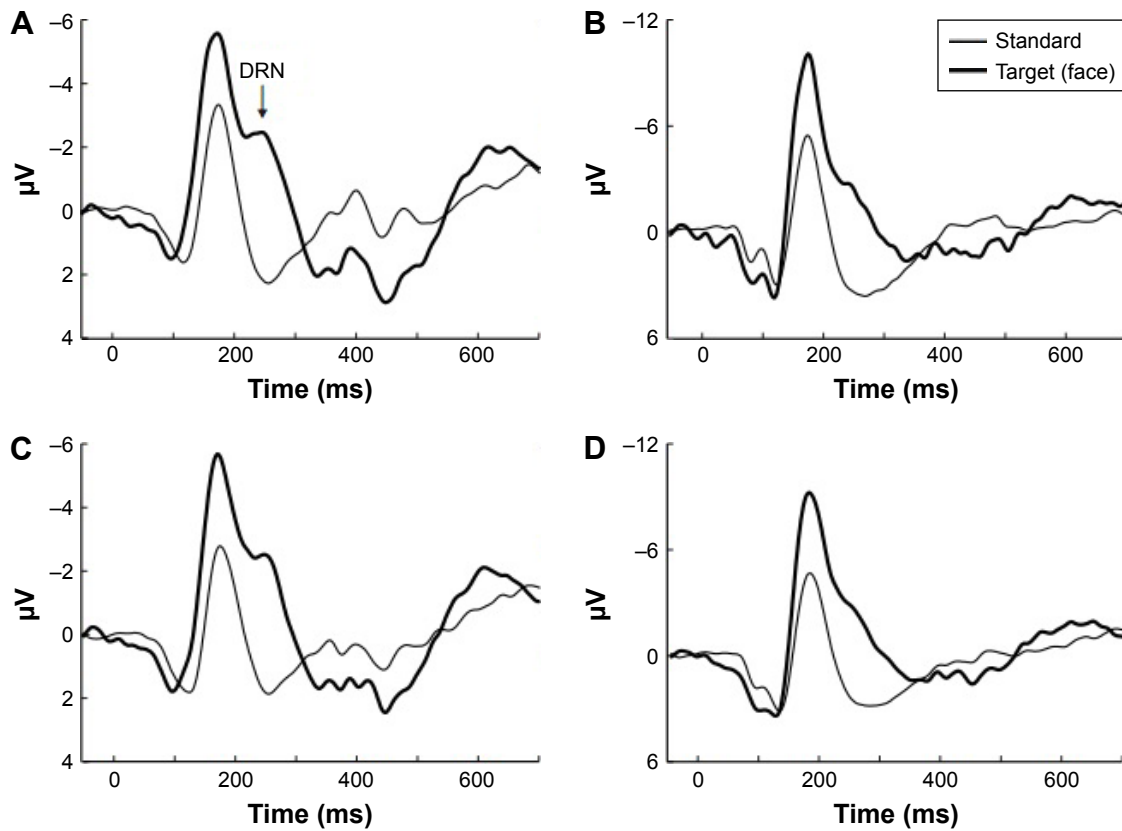 A
–6
–4
–2
0
2
4
µV
DRN
0 200 400 600
Time (ms)
B
–12
–6
0
6
µV
Standard
Target (face)
0 200 400 600
Time (ms)
C
–6
–4
–2
0
2
4
µV
0 200 400 600
Time (ms)
D
–12
–6
0
6
µV
0 200 400 600
Time (ms)